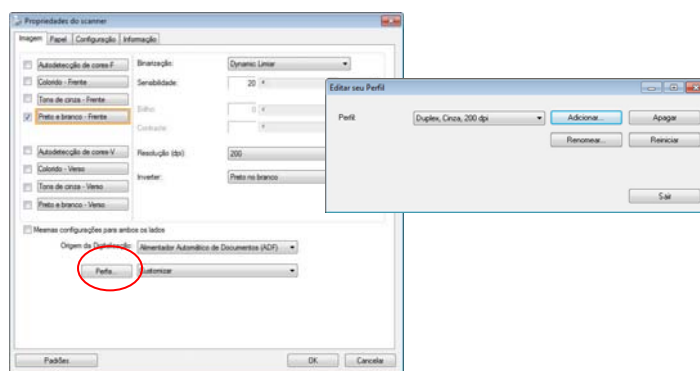 Propriedades do scanner
Imagem Papel Configuração Informação
Autodetecção de cores-F
Binarização:
Dynamic Limiar
Colorido - Frente
Sensibilidade:
20
Tons de cinza - Frente
Preto e branco - Frente
Brilho:
0
Contraste:
Autodetecção de cores-V
Resolução (dpi):
200
Colorido - Verso
Inverter:
Preto no branco
Tons de cinza - Verso
Preto e branco - Verso
Mesmas configurações para ambos os lados
Origem da Digitalização: Alimentador Automático de Documentos (ADF)
Perfis... Customizar
Padrões OK Cancelar
Editar seu Perfil
Perfil: Duplex, Cinza, 200 dpi Adicionar... Apagar
Renomear... Reiniciar
Sair